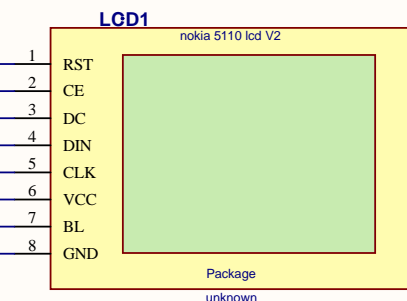 LCD1
nokia 5110 lcd V2
1 RST
2 CE
3 DC
4 DIN
5 CLK
6 VCC
7 BL
8 GND
Package
unknown